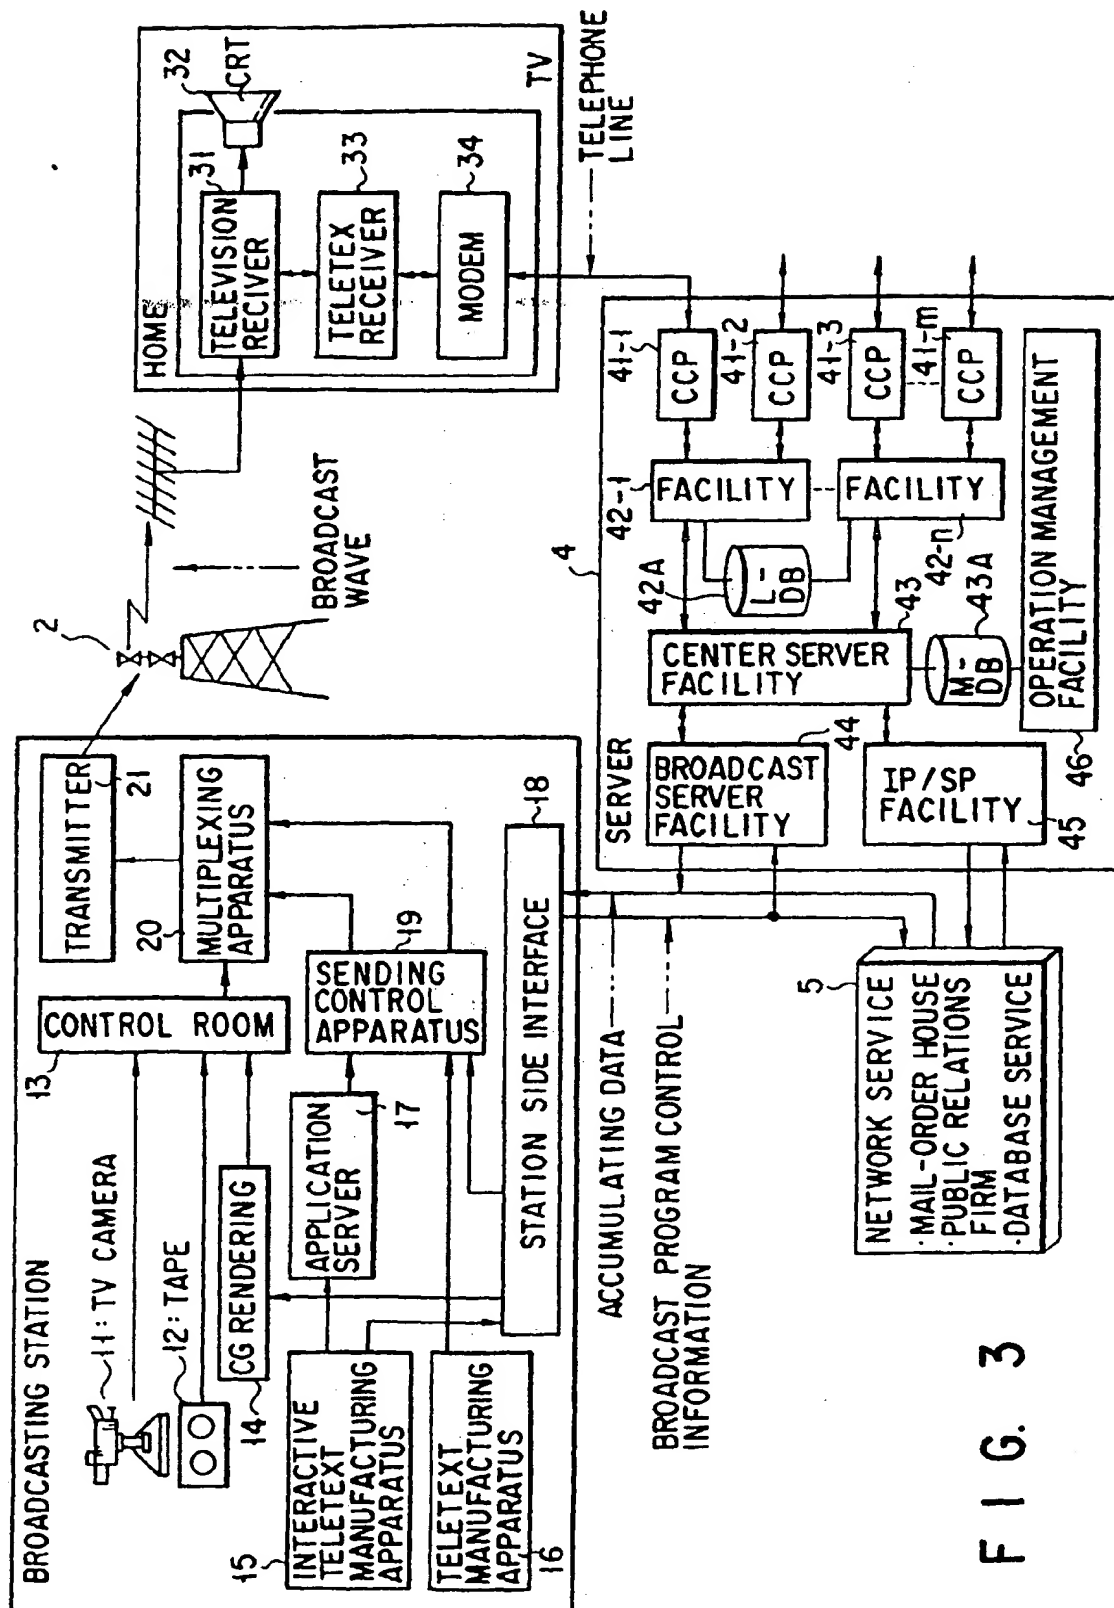 BROADCASTING STATION
11:TV CAMERA
12:TAPE
13
CONTROL ROOM
TRANSMITTER
21
20
MULTIPLEXING
APPARATUS
14
CG RENDERING
15
INTERACTIVE
TELETEXT
MANUFACTURING
APPARATUS
APPLICATION
SERVER
17
SENDING
CONTROL
APPARATUS
19
TELETEXT
MANUFACTURING
APPARATUS
16
STATION SIDE INTERFACE
18
2
BROADCAST
WAVE
HOME
TELEVISION
RECIVER
31
32
CRT
TELETEX
RECEIVER
33
MODEM
34
TV
TELEPHONE
LINE
ACCUMULATING DATA
BROADCAST PROGRAM CONTROL
INFORMATION
SERVER
4
BROADCAST
SERVER
FACILITY
44
IP/SP
FACILITY
45
CENTER SERVER
FACILITY
43
42A
L-
DB
M-
DB
43A
42-1
FACILITY
FACILITY
42-n
CCP
41-1
CCP
41-2
CCP
41-3
CCP
41-m
46
OPERATION MANAGEMENT
FACILITY
5
NETWORK SERVICE
·MAIL-ORDER HOUSE
·PUBLIC RELATIONS
FIRM
·DATABASE SERVICE
FIG. 3